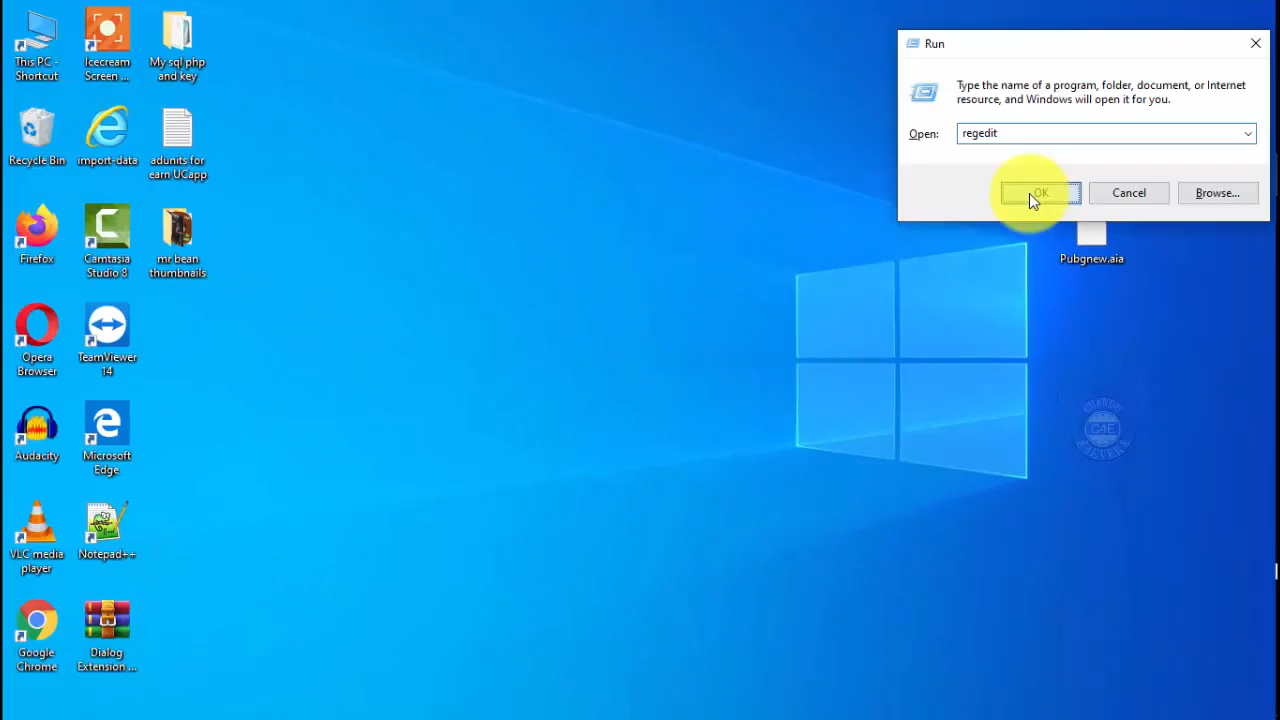 This PC -
Shortcut
Icecream
Screen ...
My sql php
and key
Recycle Bin
import-data
adunits for
earn UCapp
Firefox
Camtasia
Studio 8
mr bean
thumbnails
Opera
Browser
TeamViewer
14
Audacity
Microsoft
Edge
VLC media
player
Notepad++
Google
Chrome
Dialog
Extension ...
Run
Type the name of a program, folder, document, or Internet
resource, and Windows will open it for you.
Open:
regedit
OK
Cancel
Browse...
Pubgnew.aia
C4E